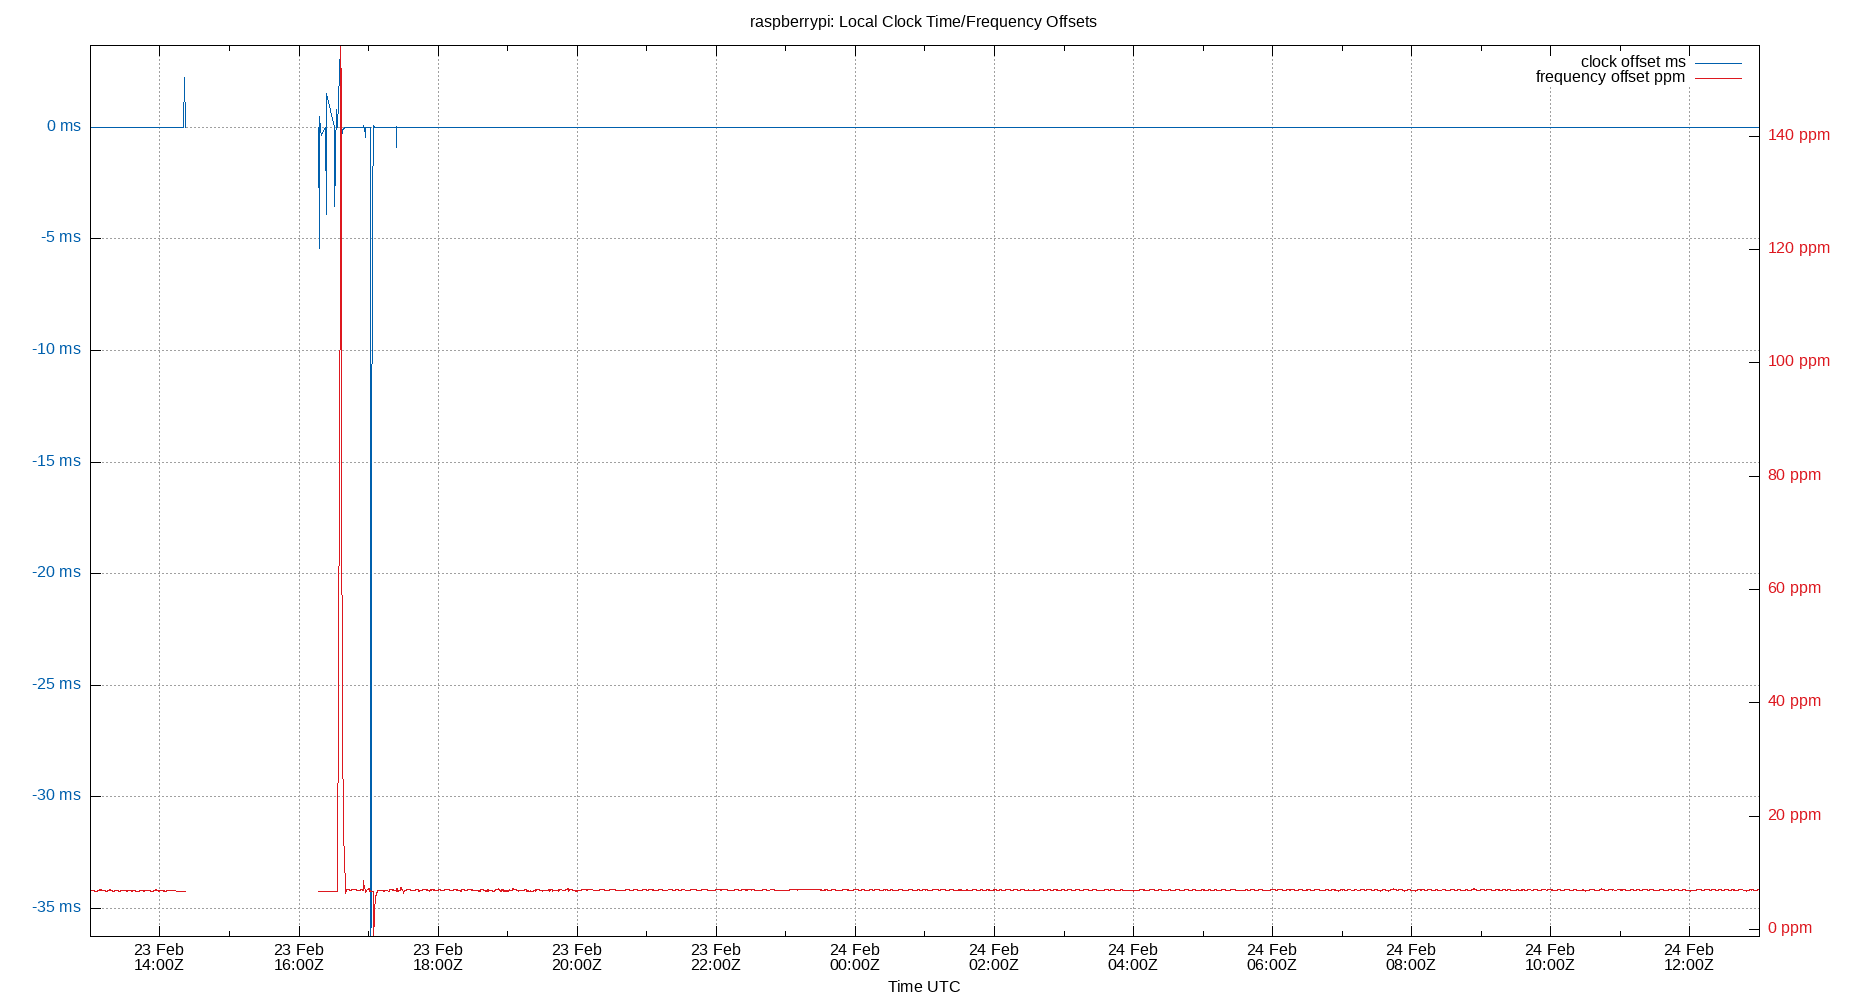 raspberrypi: Local Clock Time/Frequency Offsets
clock offset ms
frequency offset ppm
0 ms
-5 ms
-10 ms
-15 ms
-20 ms
-25 ms
-30 ms
-35 ms
140 ppm
120 ppm
100 ppm
80 ppm
60 ppm
40 ppm
20 ppm
0 ppm
23 Feb
14:00Z
23 Feb
16:00Z
23 Feb
18:00Z
23 Feb
20:00Z
23 Feb
22:00Z
24 Feb
00:00Z
24 Feb
02:00Z
24 Feb
04:00Z
24 Feb
06:00Z
24 Feb
08:00Z
24 Feb
10:00Z
24 Feb
12:00Z
Time UTC